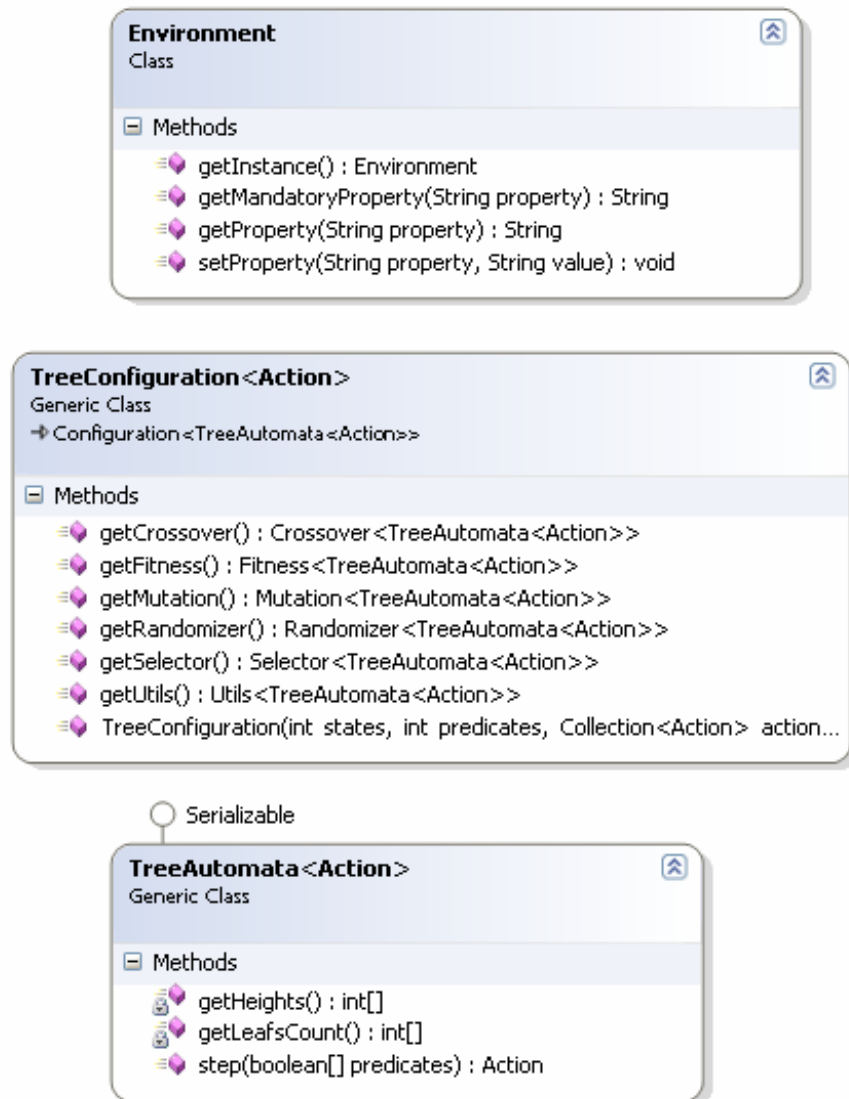 Environment
Class
Methods
getInstance() : Environment
getMandatoryProperty(String property) : String
getProperty(String property) : String
setProperty(String property, String value) : void
TreeConfiguration<Action>
Generic Class
Configuration<TreeAutomata<Action>>
Methods
getCrossover() : Crossover<TreeAutomata<Action>>
getFitness() : Fitness<TreeAutomata<Action>>
getMutation() : Mutation<TreeAutomata<Action>>
getRandomizer() : Randomizer<TreeAutomata<Action>>
getSelector() : Selector<TreeAutomata<Action>>
getUtils() : Utils<TreeAutomata<Action>>
TreeConfiguration(int states, int predicates, Collection<Action> action...
Serializable
TreeAutomata<Action>
Generic Class
Methods
getHeights() : int[]
getLeafsCount() : int[]
step(boolean[] predicates) : Action